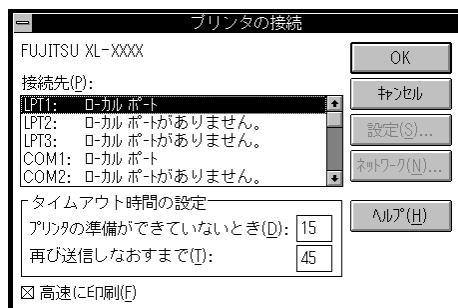 プリンタの接続
FUJITSU XL-XXXX
接続先(P):
LPT1: ﾛｰｶﾙ ﾎﾟｰﾄ
LPT2: ﾛｰｶﾙ ﾎﾟｰﾄがありません。
LPT3: ﾛｰｶﾙ ﾎﾟｰﾄがありません。
COM1: ﾛｰｶﾙ ﾎﾟｰﾄ
COM2: ﾛｰｶﾙ ﾎﾟｰﾄがありません。
タイムアウト時間の設定
ﾌﾟﾘﾝﾀの準備ができていないとき(D): 15
再び送信しなおすまで(T): 45
高速に印刷(F)
OK
ｷｬﾝｾﾙ
設定(S)...
ﾈｯﾄﾜｰｸ(N)...
ﾍﾙﾌﾟ(H)